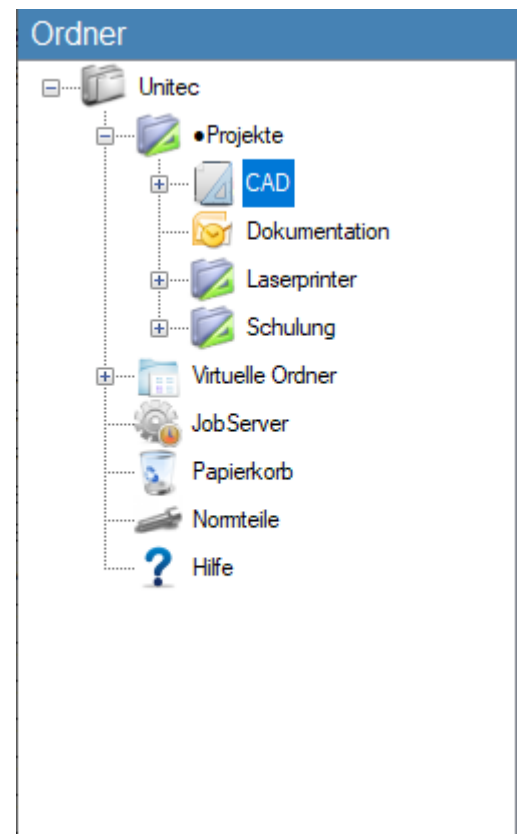 Ordner
Unitec
●Projekte
CAD
Dokumentation
Laserprinter
Schulung
Virtuelle Ordner
JobServer
Papierkorb
Normteile
Hilfe